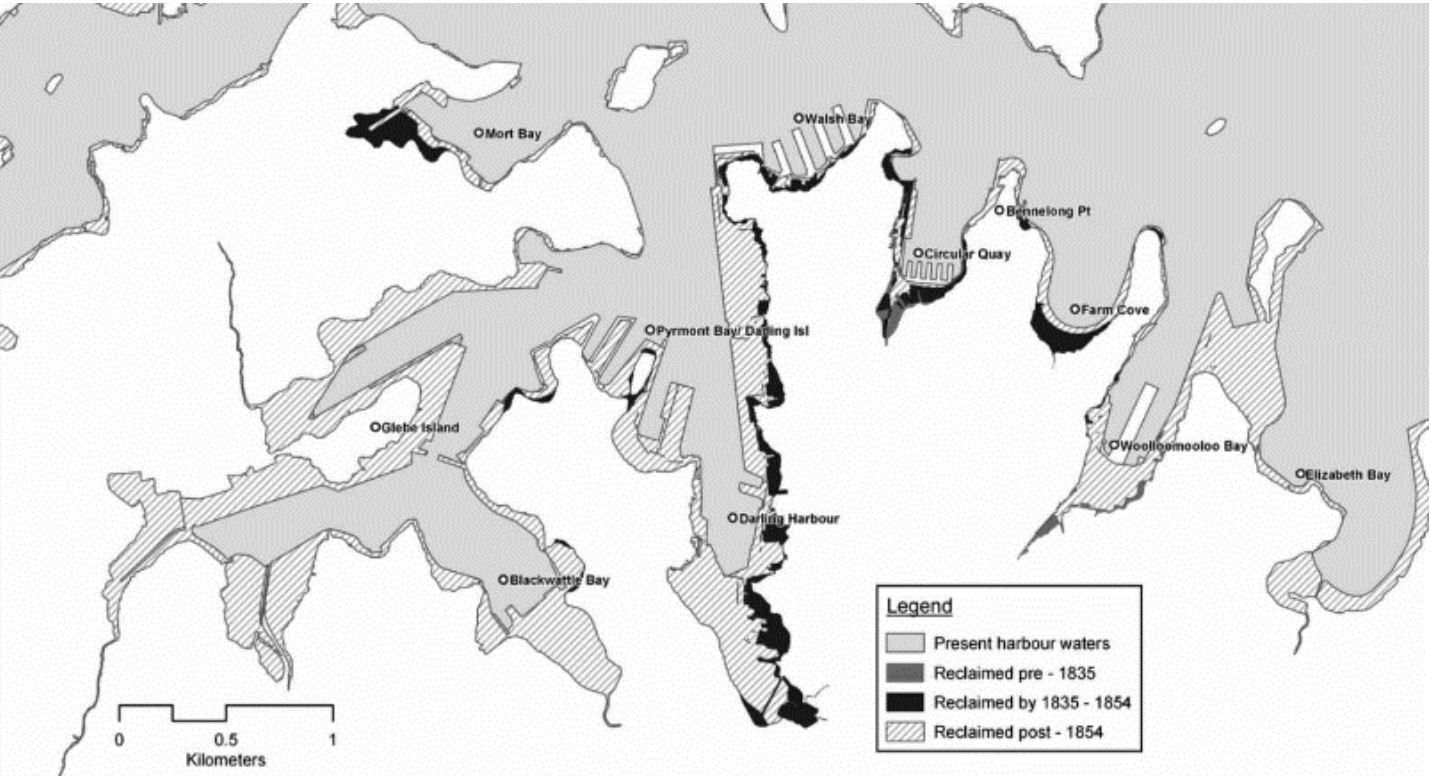 Walsh Bay
Mort Bay
Bennelong Pt
Circular Quay
Farm Cove
Pyrmont Bay/ Darling Isl
Glebe Island
Woolloomooloo Bay
Elizabeth Bay
Darling Harbour
Blackwattle Bay
Legend
Present harbour waters
Reclaimed pre - 1835
Reclaimed by 1835 - 1854
Reclaimed post - 1854
0 0.5 1
Kilometers